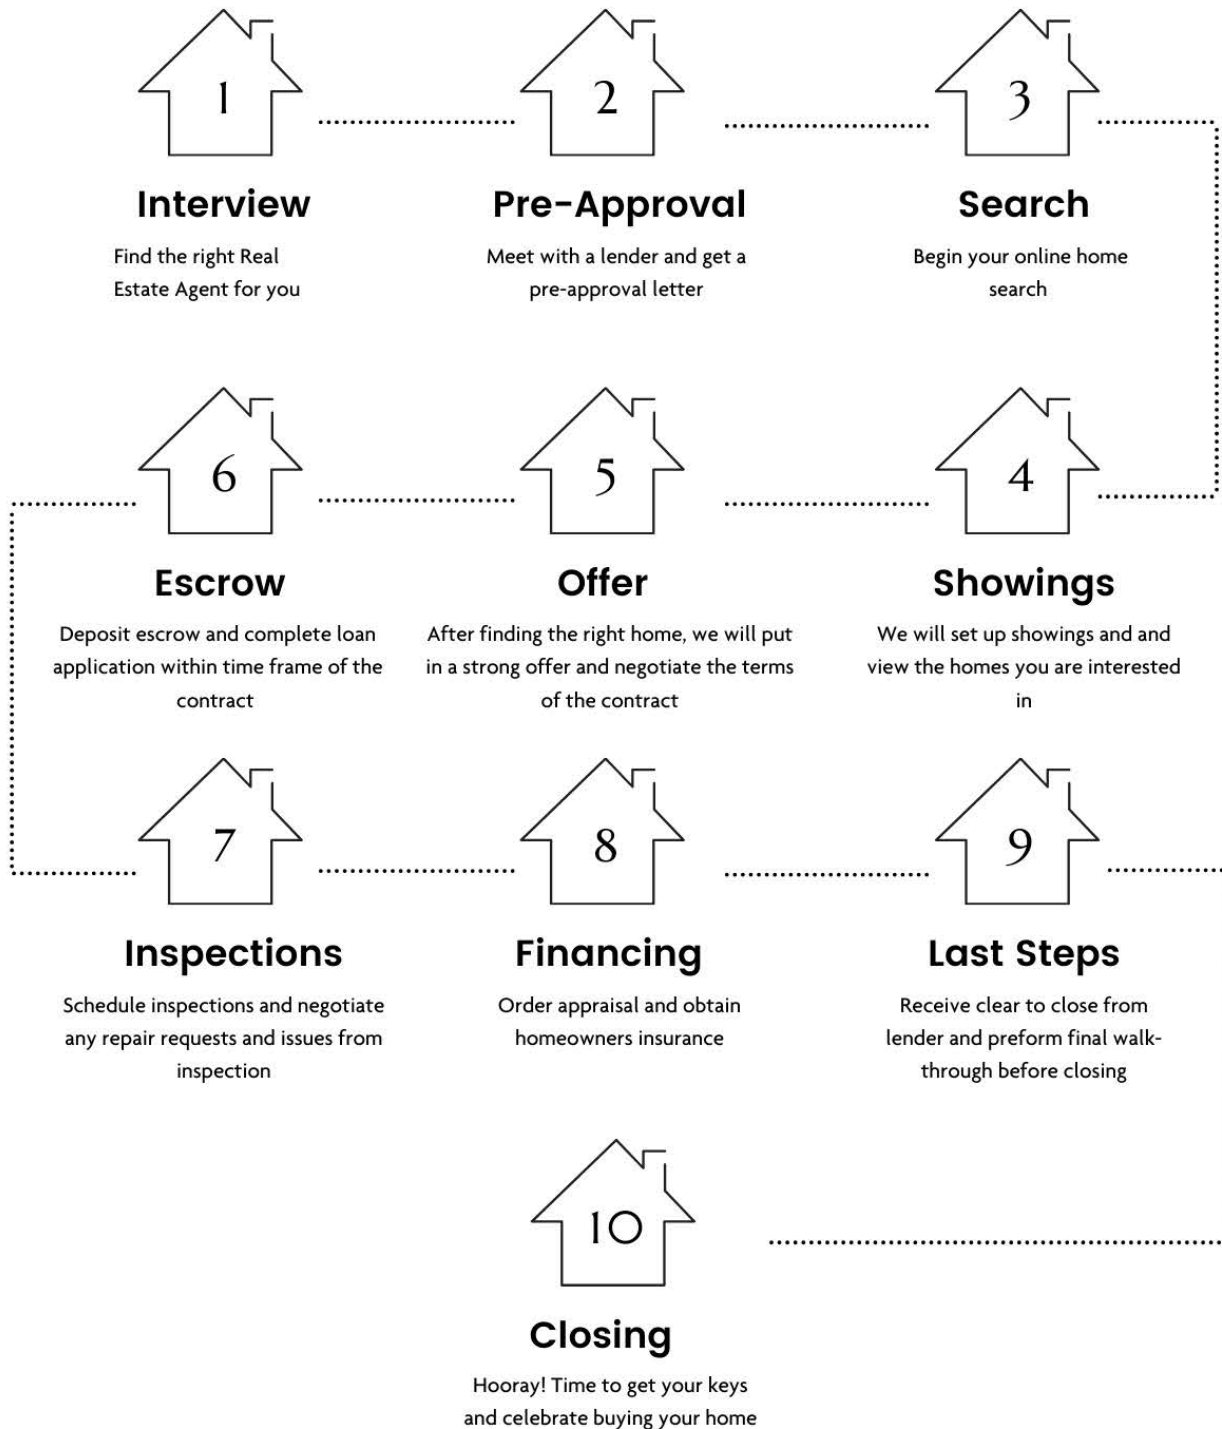 1
Interview
Find the right Real
Estate Agent for you
2
Pre-Approval
Meet with a lender and get a
pre-approval letter
3
Search
Begin your online home
search
4
Showings
We will set up showings and and
view the homes you are interested
in
5
Offer
After finding the right home, we will put
in a strong offer and negotiate the terms
of the contract
6
Escrow
Deposit escrow and complete loan
application within time frame of the
contract
7
Inspections
Schedule inspections and negotiate
any repair requests and issues from
inspection
8
Financing
Order appraisal and obtain
homeowners insurance
9
Last Steps
Receive clear to close from
lender and preform final walk-
through before closing
10
Closing
Hooray! Time to get your keys
and celebrate buying your home